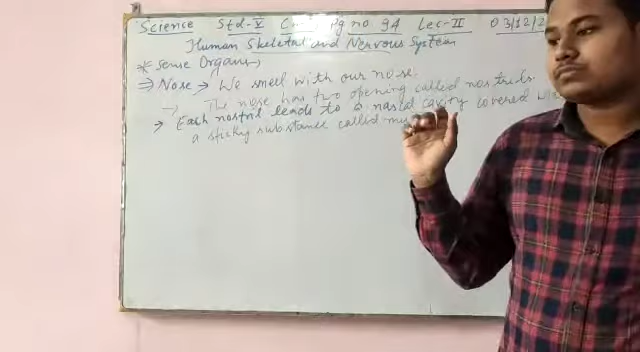 Science Std-V Pg no 94 Lec-II 03/12/2
Human Skeletal and Nervous System
* Sense Organs→
⇒ Nose → We smell with our nose.
→ The nose has two opening called nostrils.
→ Each nostril leads to a nasal cavity covered
a sticky substance called